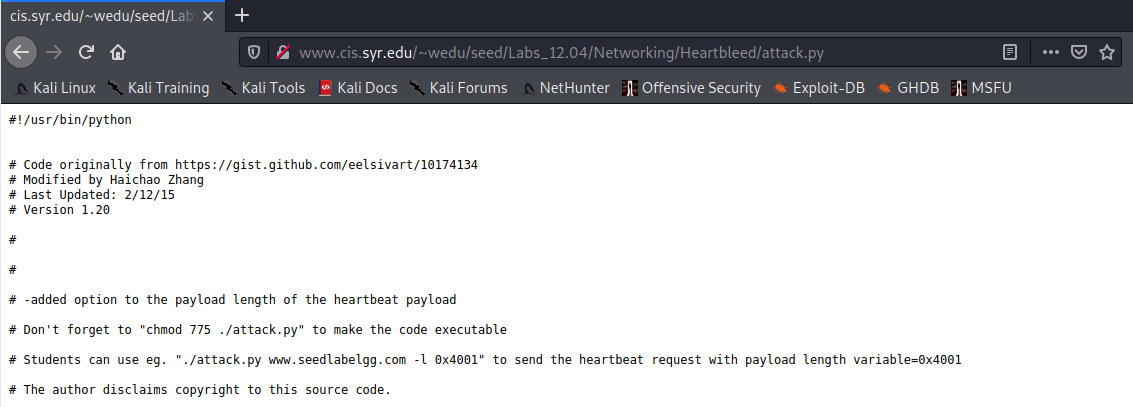 cis.syr.edu/~wedu/seed/Lab
www.cis.syr.edu/~wedu/seed/Labs_12.04/Networking/Heartbleed/attack.py
Kali Linux Kali Training Kali Tools Kali Docs Kali Forums NetHunter Offensive Security Exploit-DB GHDB MSFU
#!/usr/bin/python
# Code originally from https://gist.github.com/eelsivart/10174134
# Modified by Haichao Zhang
# Last Updated: 2/12/15
# Version 1.20
#
#
# -added option to the payload length of the heartbeat payload
# Don't forget to "chmod 775 ./attack.py" to make the code executable
# Students can use eg. "./attack.py www.seedlabelgg.com -l 0x4001" to send the heartbeat request with payload length variable=0x4001
# The author disclaims copyright to this source code.